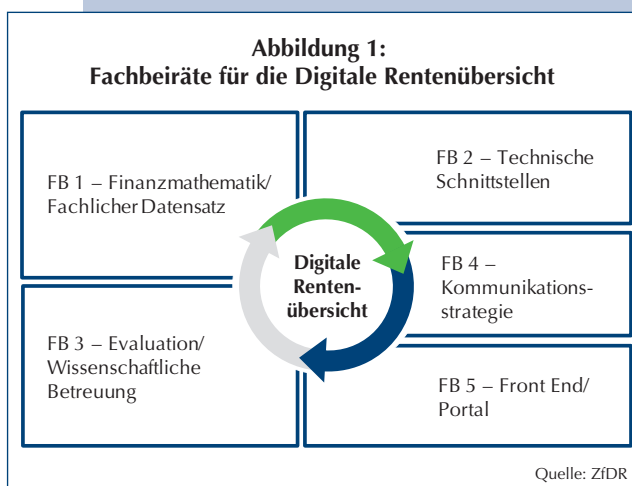 Abbildung 1:
Fachbeiräte für die Digitale Rentenübersicht
FB 1 – Finanzmathematik/
Fachlicher Datensatz
FB 2 – Technische
Schnittstellen
Digitale
Renten-
übersicht
FB 4 –
Kommunikations-
strategie
FB 3 – Evaluation/
Wissenschaftliche
Betreuung
FB 5 – Front End/
Portal
Quelle: ZfDR